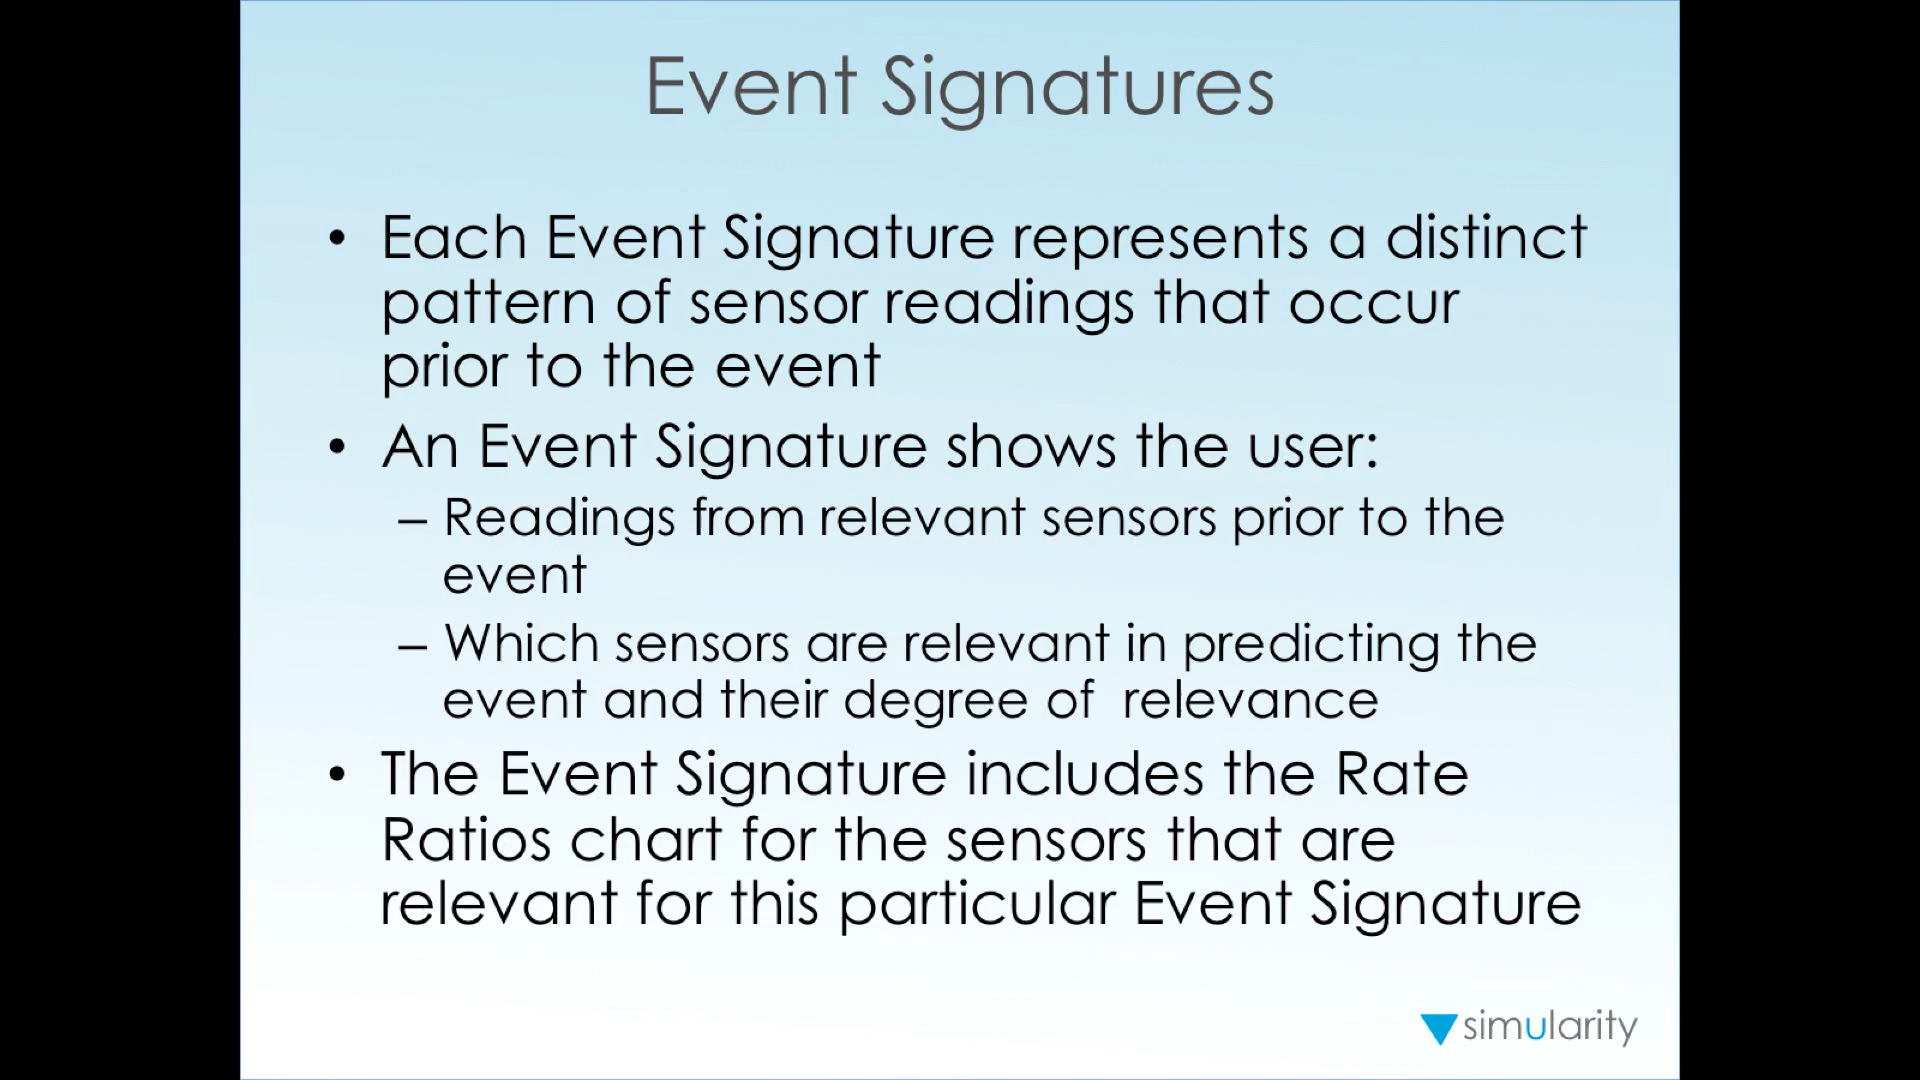 Event Signatures
• Each Event Signature represents a distinct
pattern of sensor readings that occur
prior to the event
• An Event Signature shows the user:
– Readings from relevant sensors prior to the
event
– Which sensors are relevant in predicting the
event and their degree of  relevance
• The Event Signature includes the Rate
Ratios chart for the sensors that are
relevant for this particular Event Signature
simularity